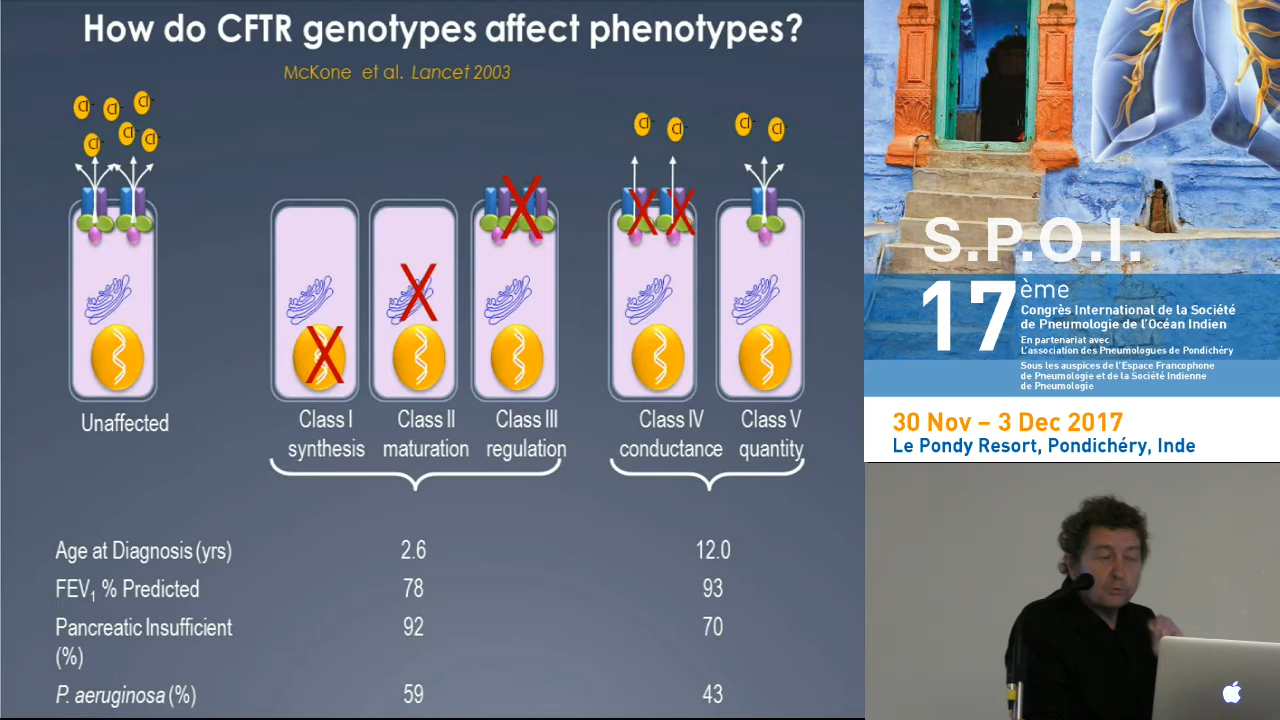 How do CFTR genotypes affect phenotypes?
McKone et al. Lancet 2003
Cl-
Cl-
Cl-
Cl-
Cl-
Cl-
Cl-
Cl-
Cl-
Cl-
Unaffected
Class I
synthesis
Class II
maturation
Class III
regulation
Class IV
conductance
Class V
quantity
Age at Diagnosis (yrs) 2.6 12.0
FEV1 % Predicted 78 93
Pancreatic Insufficient 92 70
(%)
P. aeruginosa (%) 59 43
S.P.O.I.
17ème
Congrès International de la Société
de Pneumologie de l'Océan Indien
En partenariat avec
L'association des Pneumologues de Pondichéry
Sous les auspices de l'Espace Francophone
de Pneumologie et de la Société Indienne
de Pneumologie
30 Nov – 3 Dec 2017
Le Pondy Resort, Pondichéry, Inde